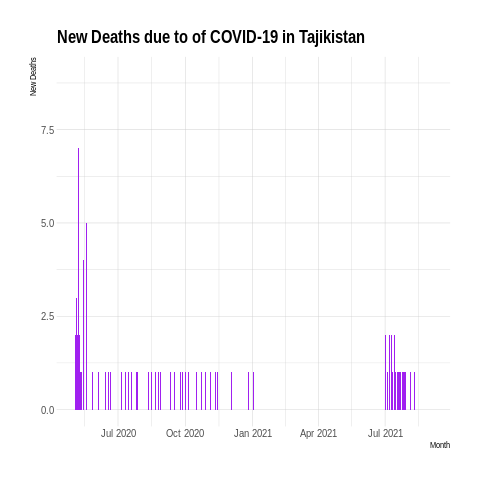 New Deaths due to of COVID-19 in Tajikistan
New Deaths
7.5
5.0
2.5
0.0
Jul 2020
Oct 2020
Jan 2021
Apr 2021
Jul 2021
Month